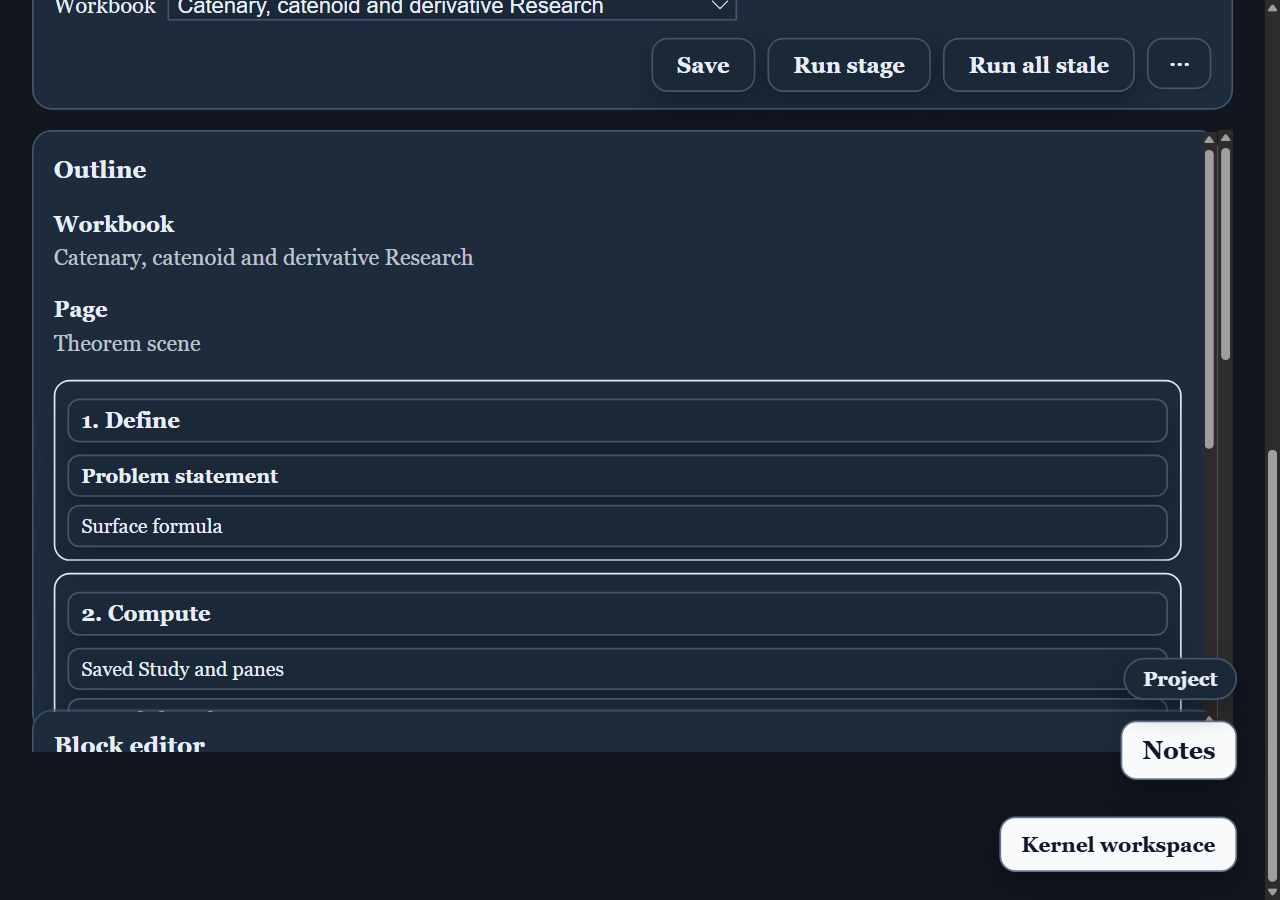 Workbook Catenary, catenoid and derivative Research
Save Run stage Run all stale ...
Outline
Workbook
Catenary, catenoid and derivative Research
Page
Theorem scene
1. Define
Problem statement
Surface formula
2. Compute
Saved Study and panes
Project
Block editor
Notes
Kernel workspace